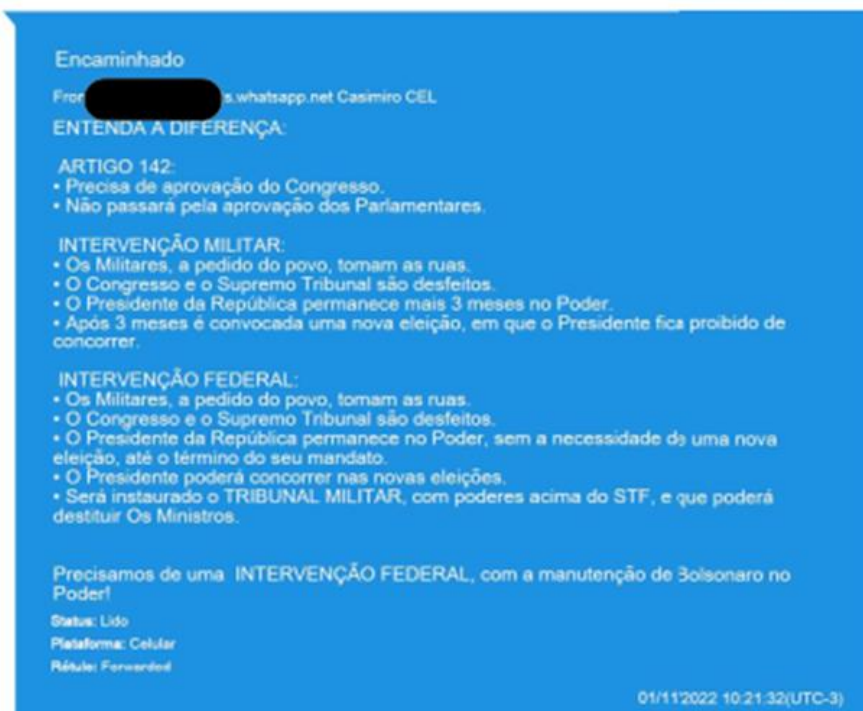 Encaminhado
From s.whatsapp.net Casimiro CEL
ENTENDA A DIFERENÇA:
ARTIGO 142:
• Precisa de aprovação do Congresso.
• Não passará pela aprovação dos Parlamentares.
INTERVENÇÃO MILITAR:
• Os Militares, a pedido do povo, tomam as ruas.
• O Congresso e o Supremo Tribunal são desfeitos.
• O Presidente da República permanece mais 3 meses no Poder.
• Após 3 meses é convocada uma nova eleição, em que o Presidente fica proibido de
concorrer.
INTERVENÇÃO FEDERAL:
• Os Militares, a pedido do povo, tomam as ruas.
• O Congresso e o Supremo Tribunal são desfeitos.
• O Presidente da República permanece no Poder, sem a necessidade de uma nova
eleição, até o término do seu mandato.
• O Presidente poderá concorrer nas novas eleições.
• Será instaurado o TRIBUNAL MILITAR, com poderes acima do STF, e que poderá
destituir Os Ministros.
Precisamos de uma INTERVENÇÃO FEDERAL, com a manutenção de Bolsonaro no
Poder!
Status: Lido
Plataforma: Celular
Rótulo: Forwarded
01/11/2022 10:21:32(UTC-3)